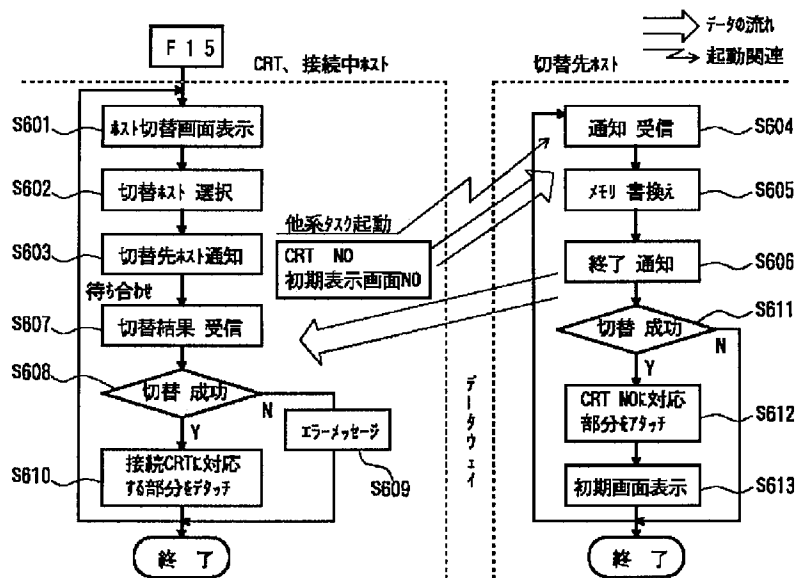 F15
データの流れ
起動関連
CRT、接続中ホスト
切替先ホスト
S601
ホスト切替画面表示
S602
切替ホスト 選択
S603
切替先ホスト通知
待ち合わせ
S607
切替結果 受信
S608
切替 成功
N
Y
エラーメッセージ
S609
S610
接続CRTに対応
する部分をデタッチ
終 了
他系タスク起動
CRT NO
初期表示画面NO
データウェイ
通知 受信
S604
メモリ 書換え
S605
終了 通知
S606
切替 成功
S611
N
Y
CRT NOに対応
部分をアタッチ
S612
初期画面表示
S613
終 了